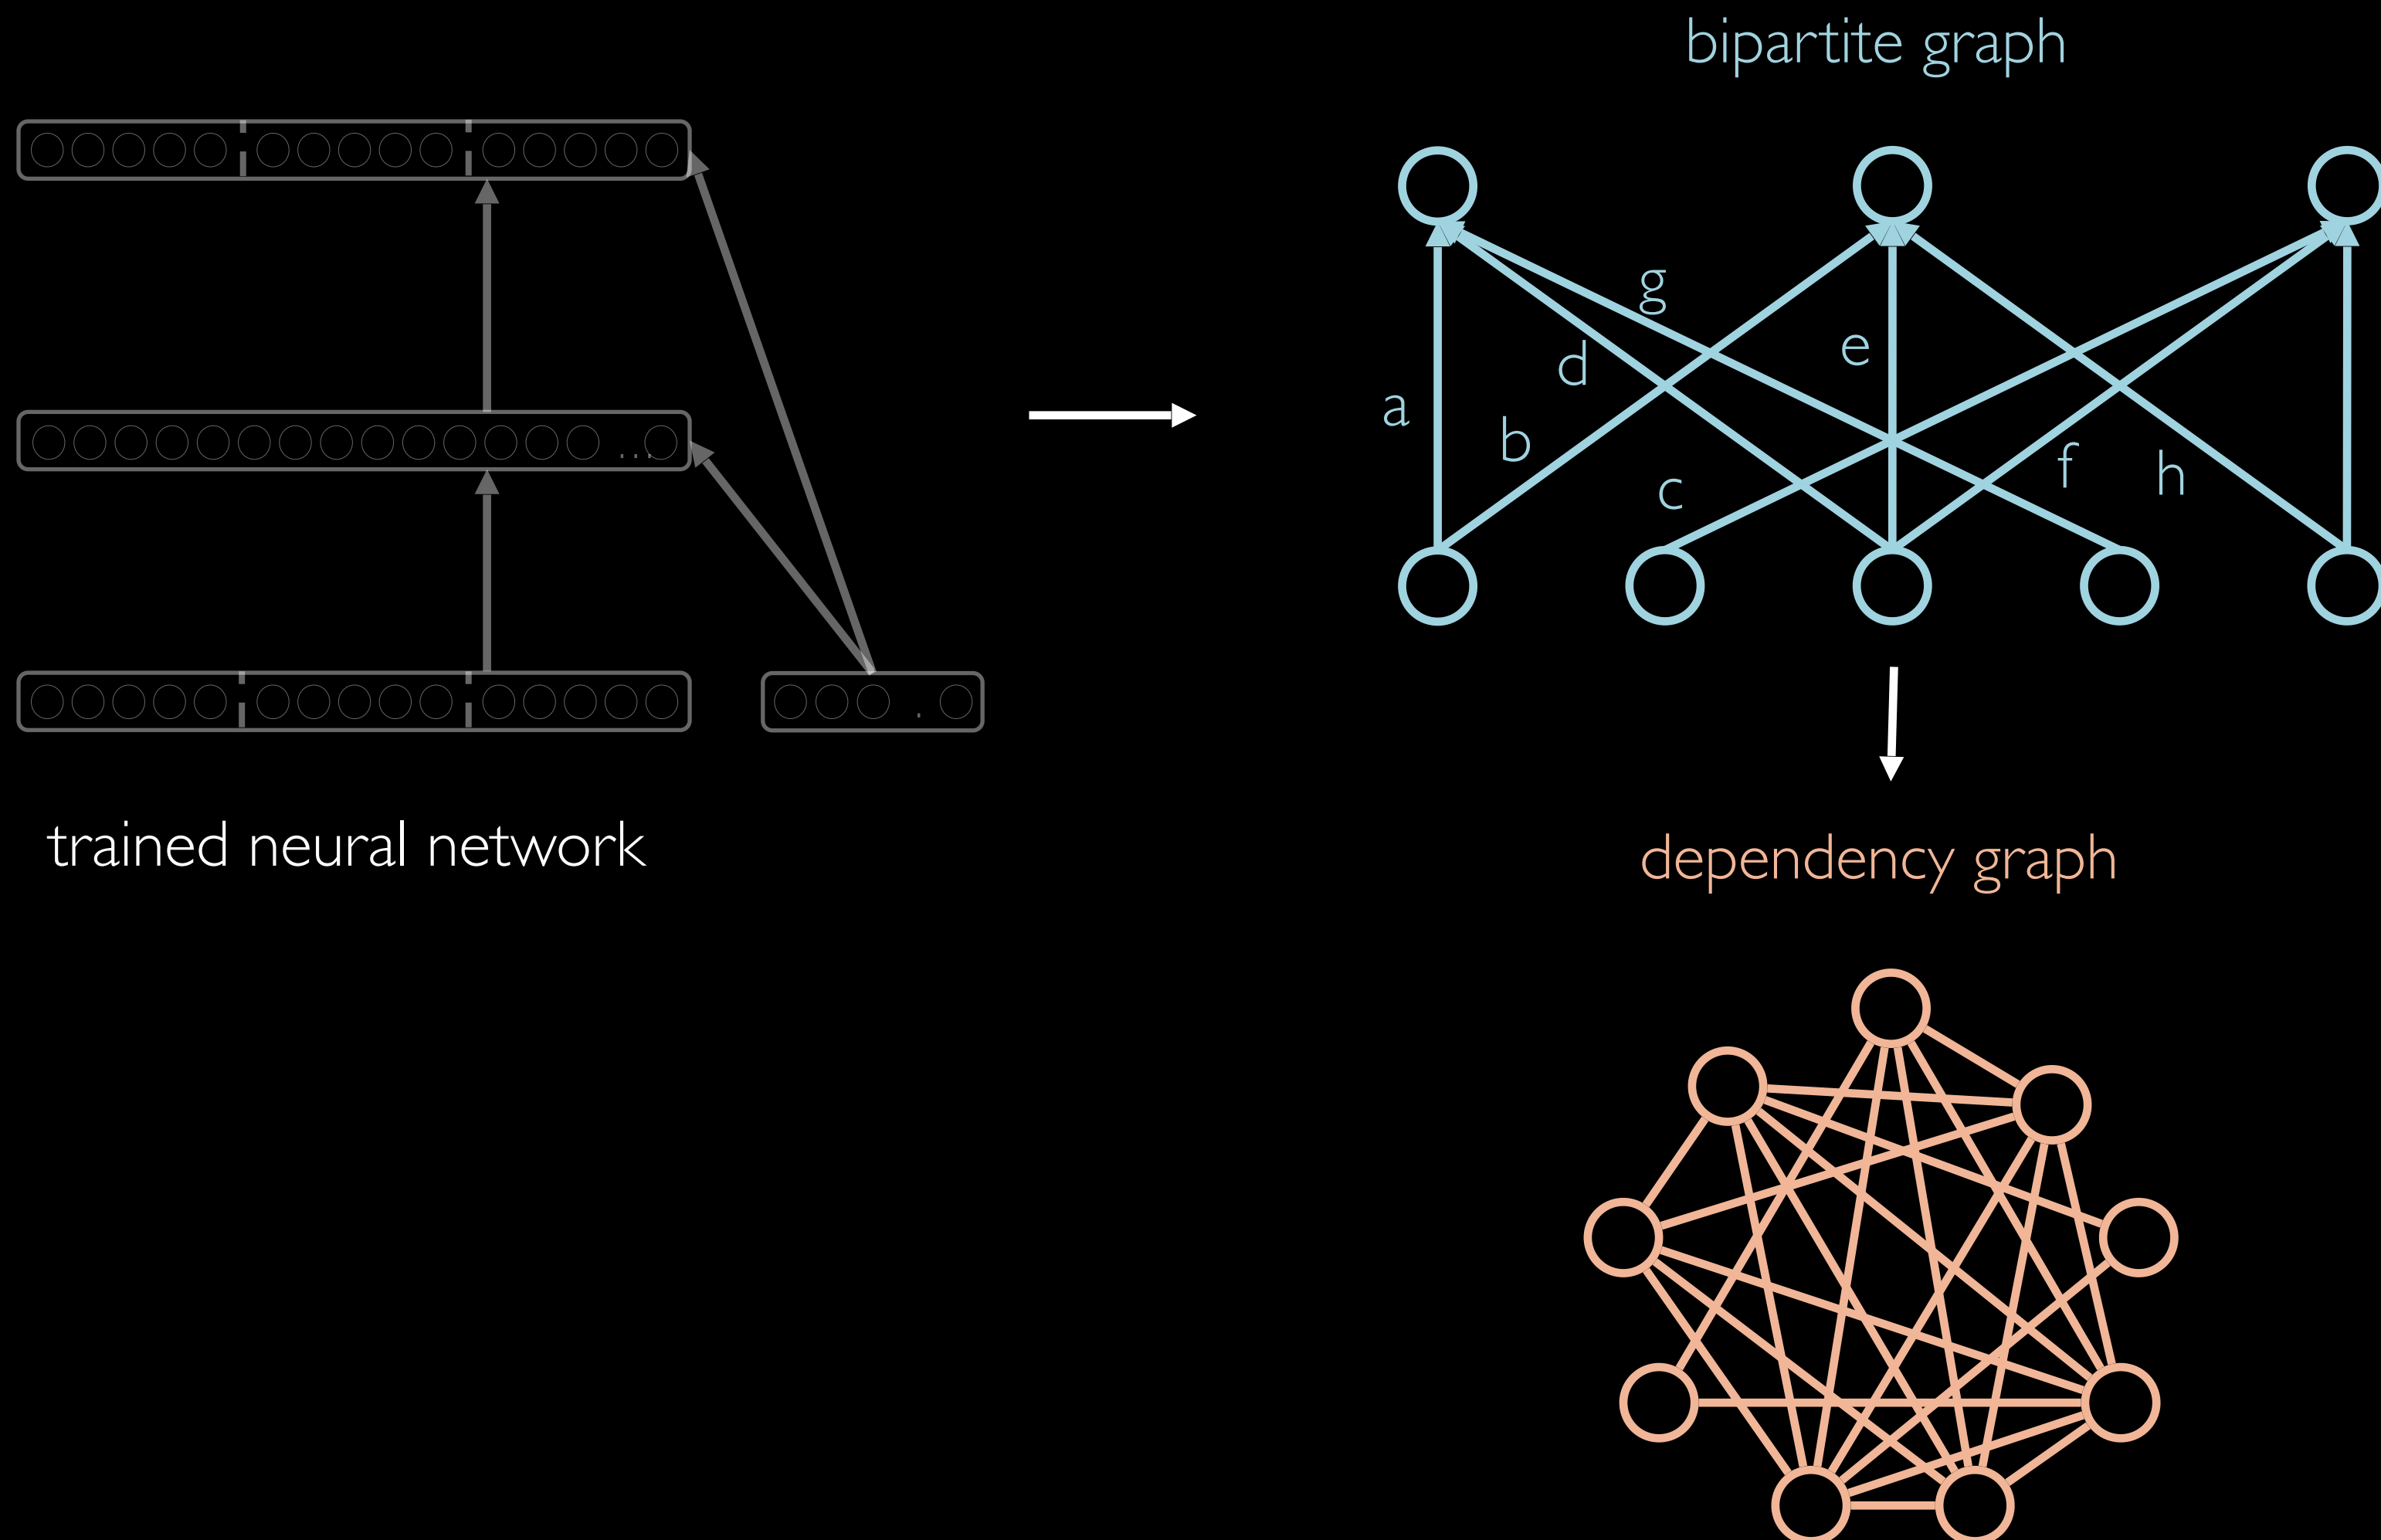 bipartite graph
g
d
e
a
b
f
h
c
trained neural network
dependency graph